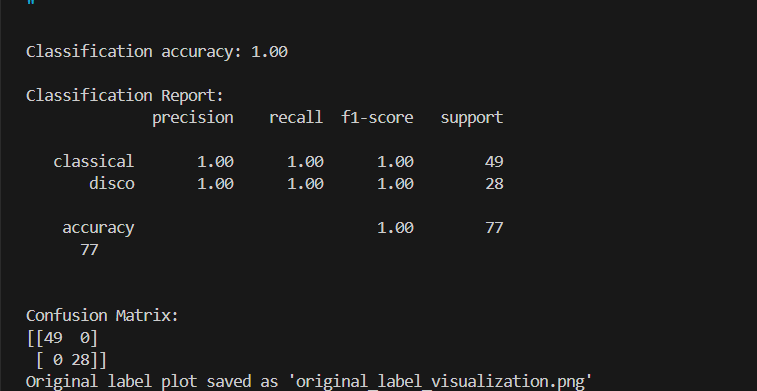 "
Classification accuracy: 1.00
Classification Report:
precision recall f1-score support
classical 1.00 1.00 1.00 49
disco 1.00 1.00 1.00 28
accuracy 1.00 77
77
Confusion Matrix:
[[49 0]
[ 0 28]]
Original label plot saved as 'original_label_visualization.png'